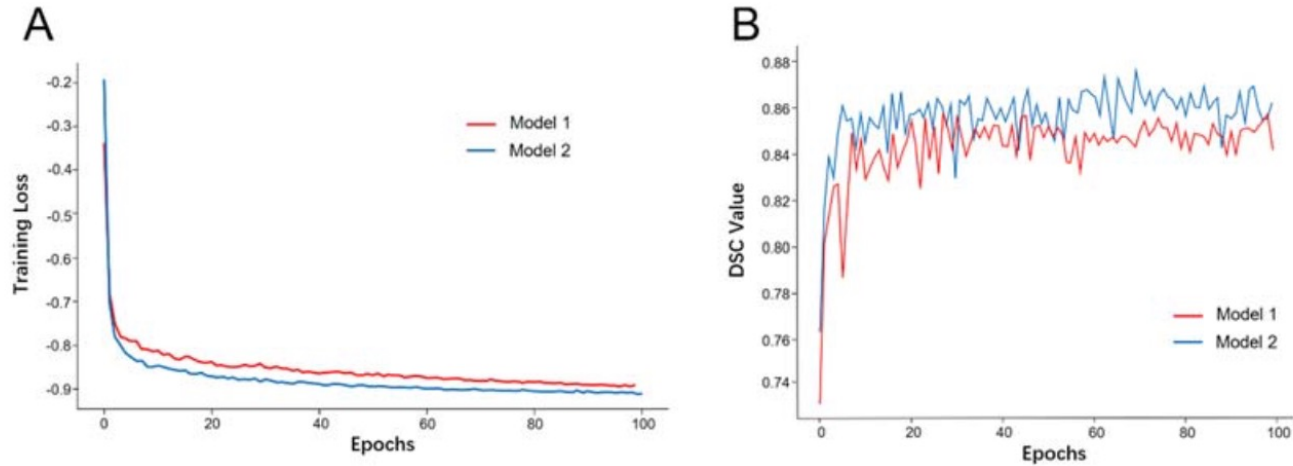 A
-0.2
-0.3
-0.4
-0.5
-0.6
-0.7
-0.8
-0.9
Training Loss
Model 1
Model 2
0 20 40 60 80 100
Epochs
B
0.88
0.86
0.84
0.82
0.80
0.78
0.76
0.74
DSC Value
Model 1
Model 2
0 20 40 60 80 100
Epochs